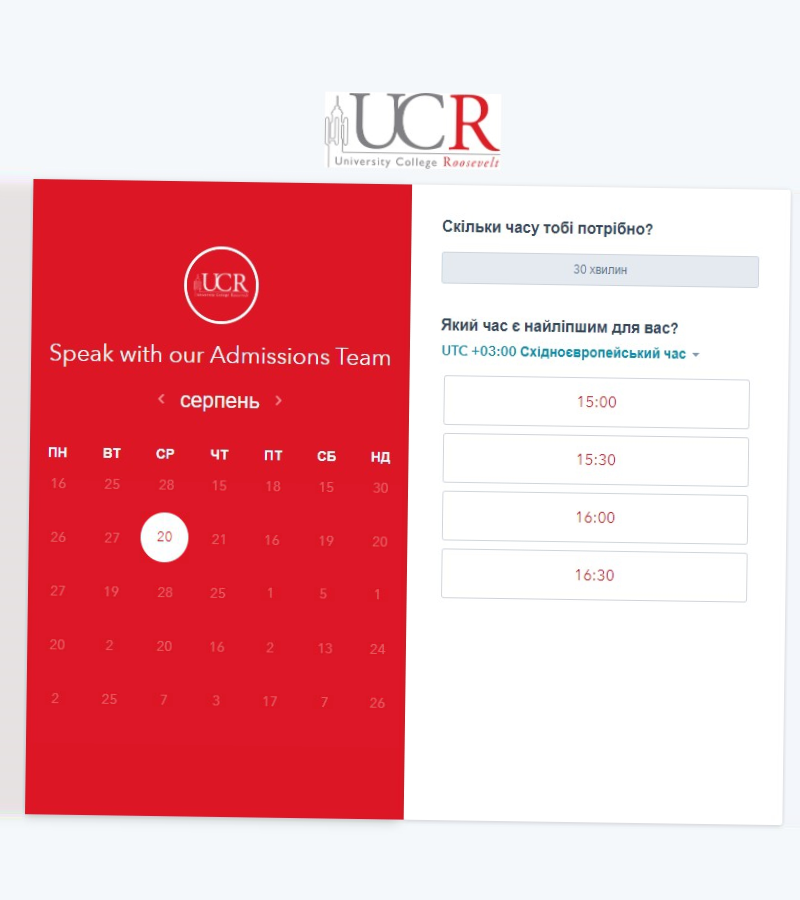 UCR
University College Roosevelt
UCR
Speak with our Admissions Team
серпень
ПН ВТ СР ЧТ ПТ СБ НД
16 25 28 15 18 15 30
26 27 20 21 16 19 20
27 19 28 25 1 5 1
20 2 20 16 2 13 24
2 25 7 3 17 7 26
Скільки часу тобі потрібно?
30 хвилин
Який час є найліпшим для вас?
UTC +03:00 Східноєвропейський час
15:00
15:30
16:00
16:30